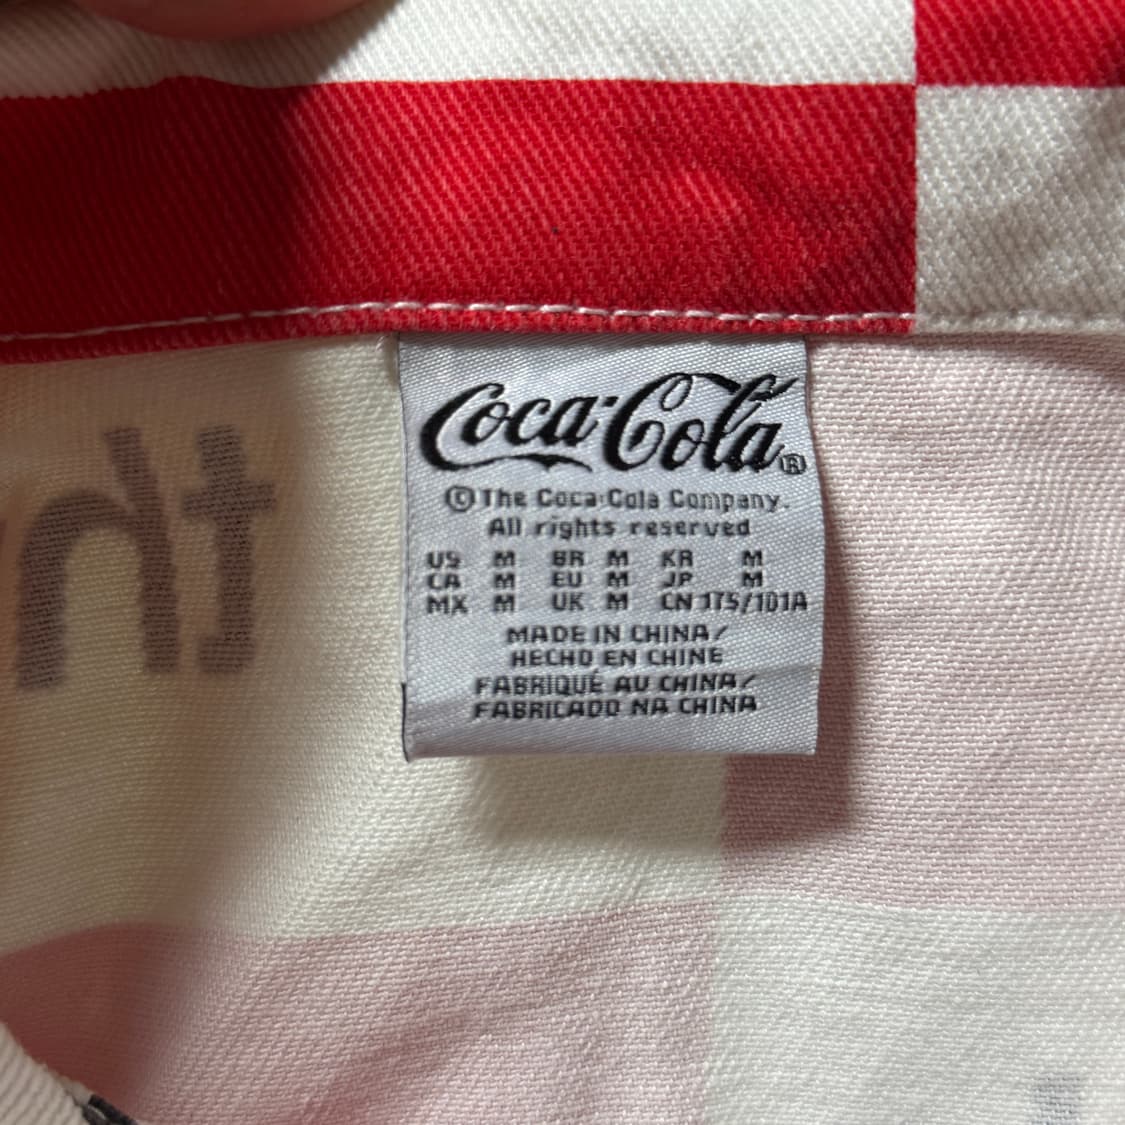 Coca-Cola®
©The Coca-Cola Company.
All rights reserved
US M BR M KR M
CA M EU M JP M
MX M UK M CN 175/101A
MADE IN CHINA/
HECHO EN CHINE
FABRIQUÉ AU CHINA/
FABRICADO NA CHINA